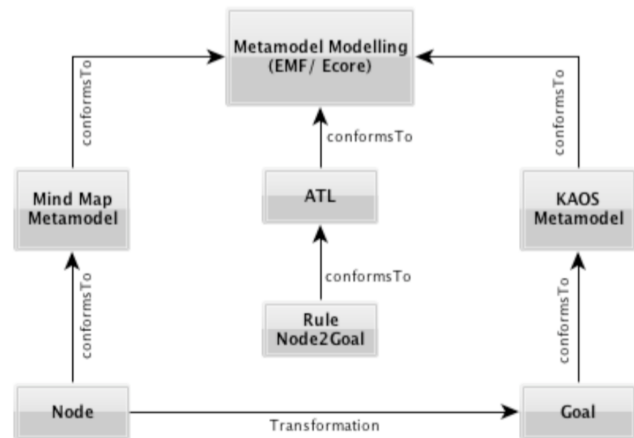 Metamodel Modelling
(EMF/ Ecore)
conformsTo
conformsTo
conformsTo
Mind Map
Metamodel
ATL
KAOS
Metamodel
conformsTo
conformsTo
conformsTo
Rule
Node2Goal
Node
Transformation
Goal